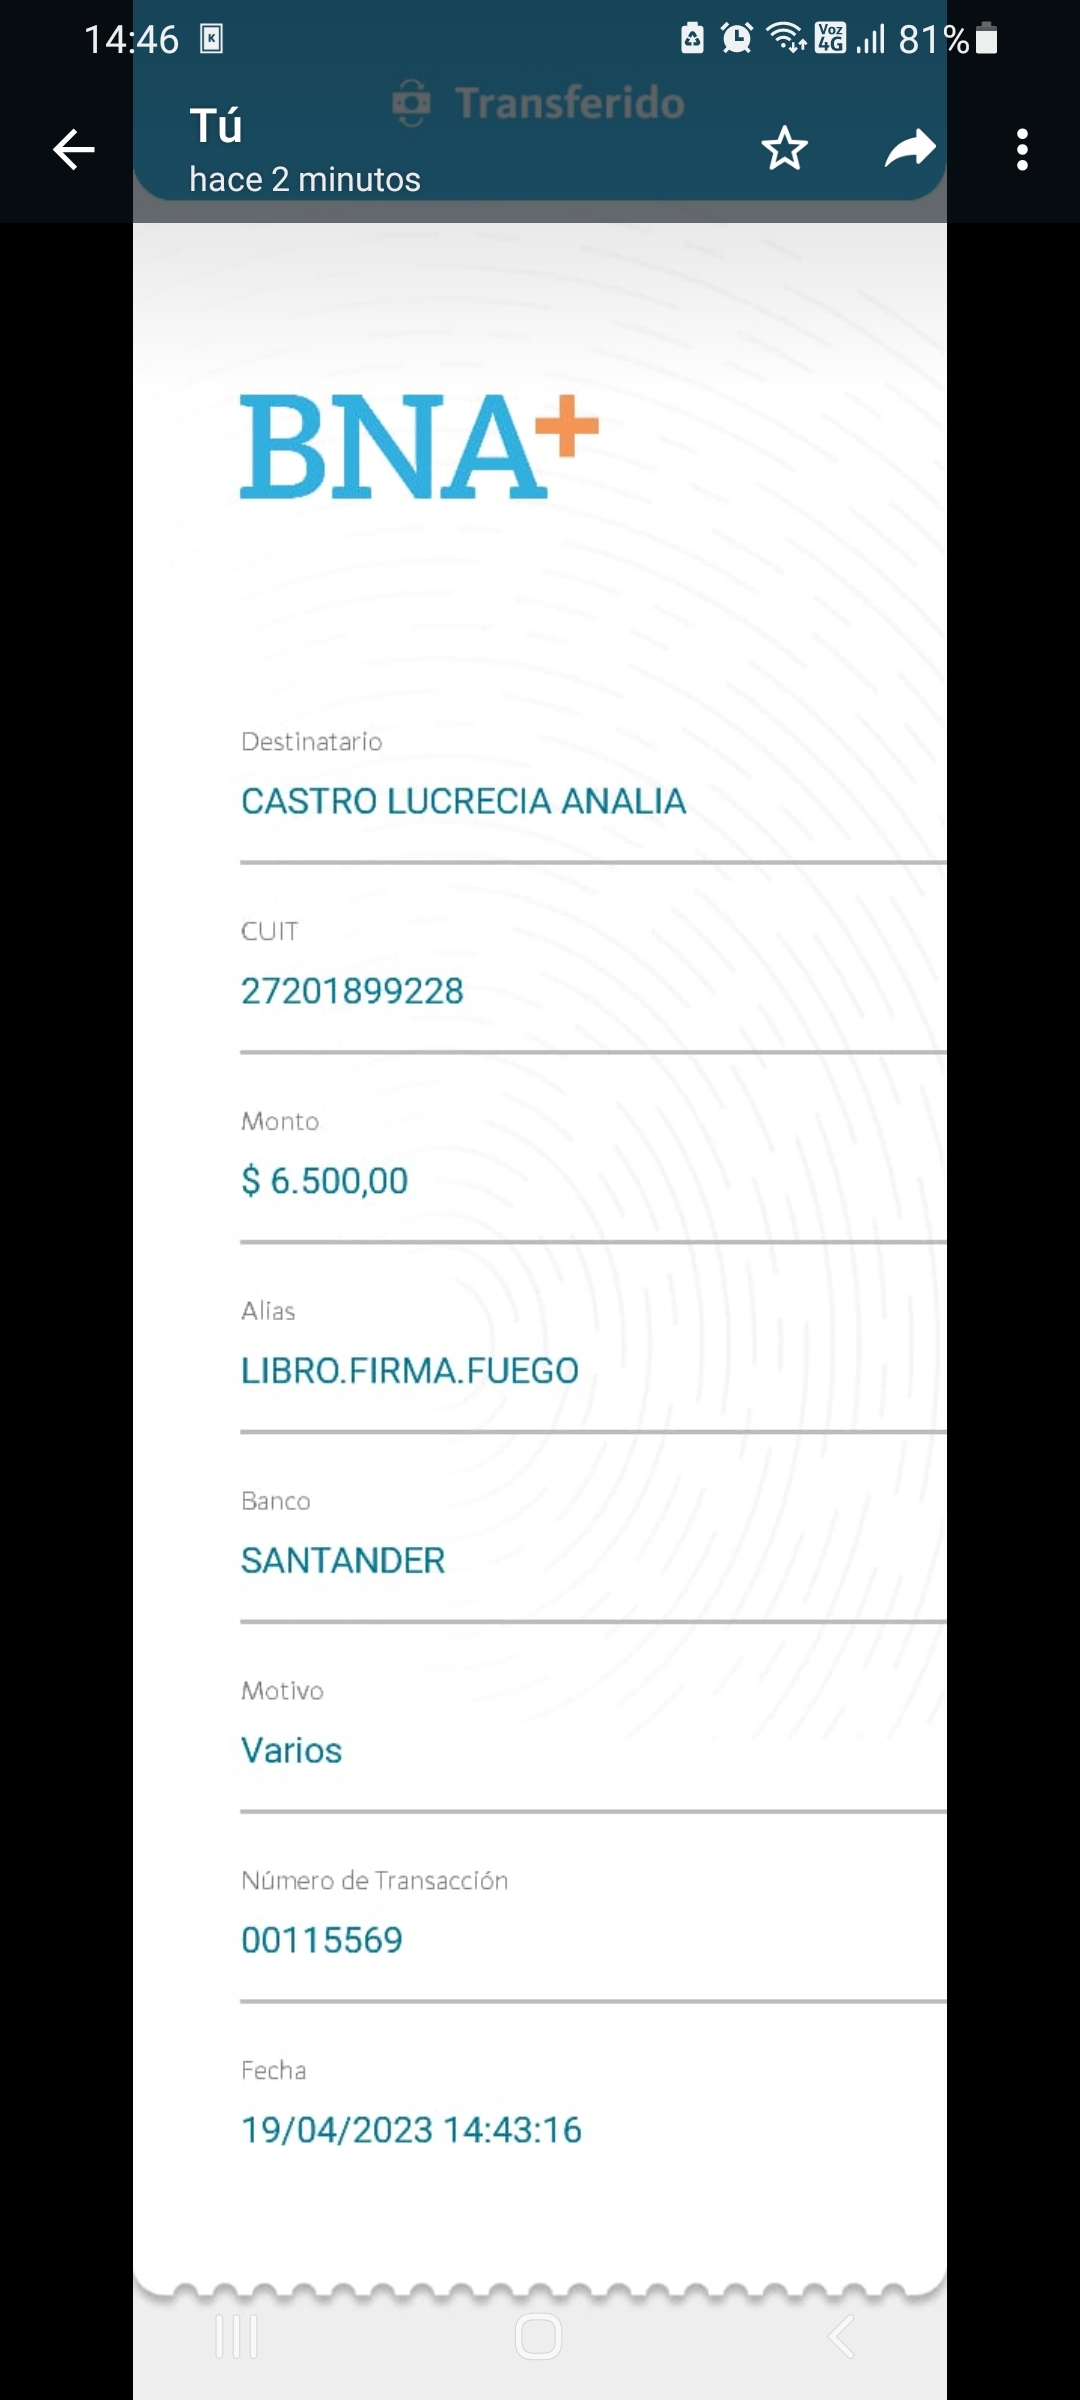 14:46 K Voz 4G 81%
Transferido
Tú
hace 2 minutos
BNA+
Destinatario
CASTRO LUCRECIA ANALIA
CUIT
27201899228
Monto
$ 6.500,00
Alias
LIBRO.FIRMA.FUEGO
Banco
SANTANDER
Motivo
Varios
Número de Transacción
00115569
Fecha
19/04/2023 14:43:16